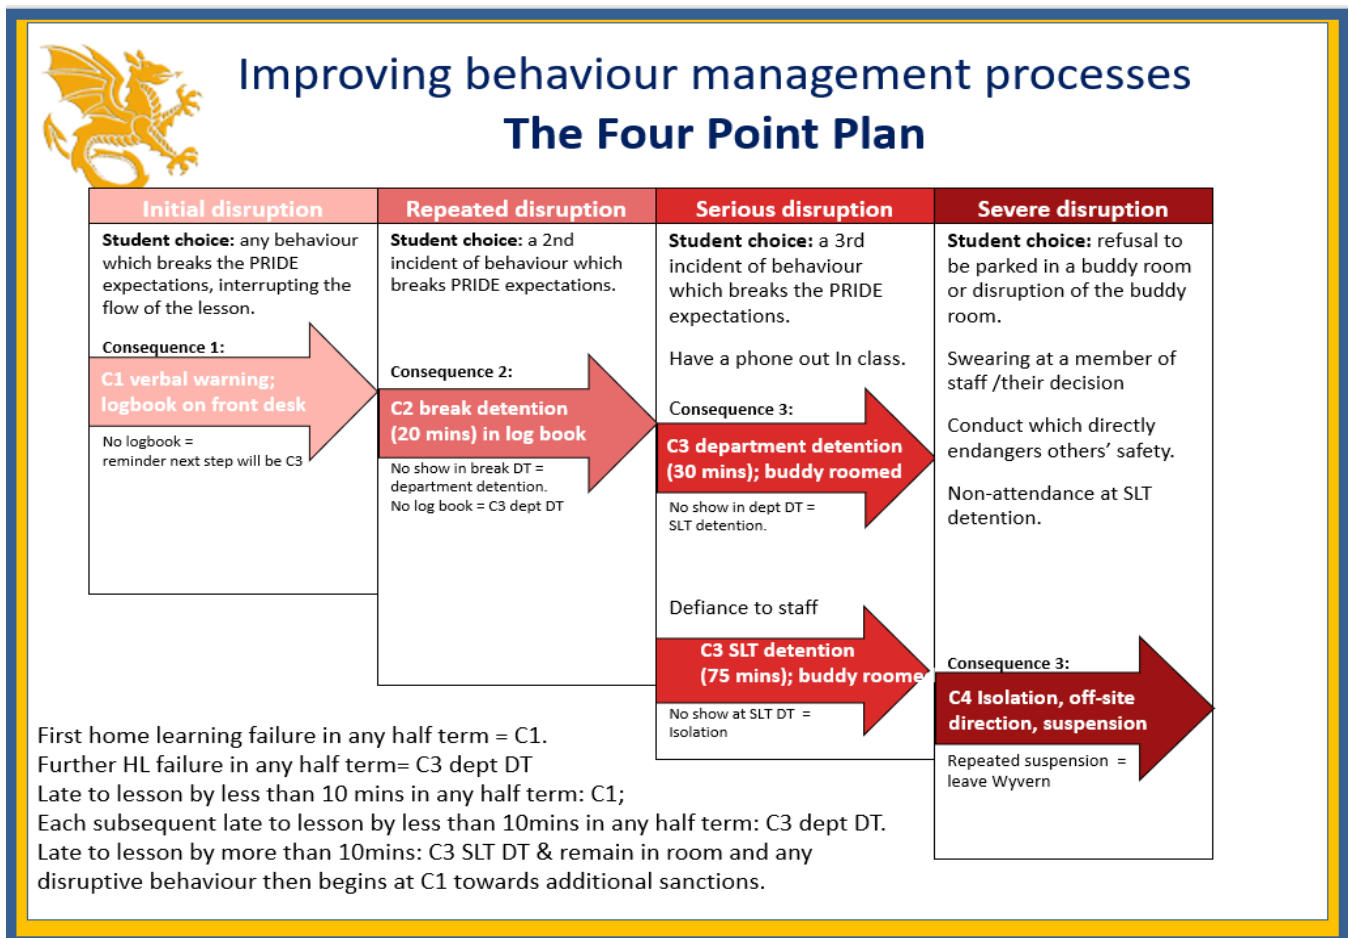 Improving behaviour management processes
The Four Point Plan
Initial disruption
Student choice: any behaviour
which breaks the PRIDE
expectations, interrupting the
flow of the lesson.
Consequence 1:
C1 verbal warning;
logbook on front desk
No logbook =
reminder next step will be C3
Repeated disruption
Student choice: a 2nd
incident of behaviour which
breaks PRIDE expectations.
Consequence 2:
C2 break detention
(20 mins) in log book
No show in break DT =
department detention.
No log book = C3 dept DT
Serious disruption
Student choice: a 3rd
incident of behaviour
which breaks the PRIDE
expectations.
Have a phone out In class.
Consequence 3:
C3 department detention
(30 mins); buddy roomed
No show in dept DT =
SLT detention.
Defiance to staff
C3 SLT detention
(75 mins); buddy roomed
No show at SLT DT =
Isolation
Severe disruption
Student choice: refusal to
be parked in a buddy room
or disruption of the buddy
room.
Swearing at a member of
staff /their decision
Conduct which directly
endangers others’ safety.
Non-attendance at SLT
detention.
Consequence 3:
C4 Isolation, off-site
direction, suspension
Repeated suspension =
leave Wyvern
First home learning failure in any half term = C1.
Further HL failure in any half term= C3 dept DT
Late to lesson by less than 10 mins in any half term: C1;
Each subsequent late to lesson by less than 10mins in any half term: C3 dept DT.
Late to lesson by more than 10mins: C3 SLT DT & remain in room and any
disruptive behaviour then begins at C1 towards additional sanctions.